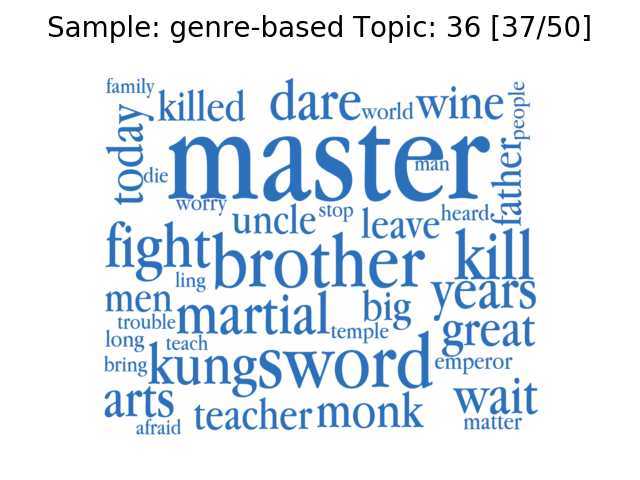 Sample: genre-based Topic: 36 [37/50]
family
killed
dare
world
wine
people
today
die
master
man
father
worry
uncle
stop
leave
heard
fight
brother
kill
ling
years
men
martial
big
trouble
temple
great
long
teach
bring
kung
sword
emperor
arts
teacher
monk
wait
afraid
matter